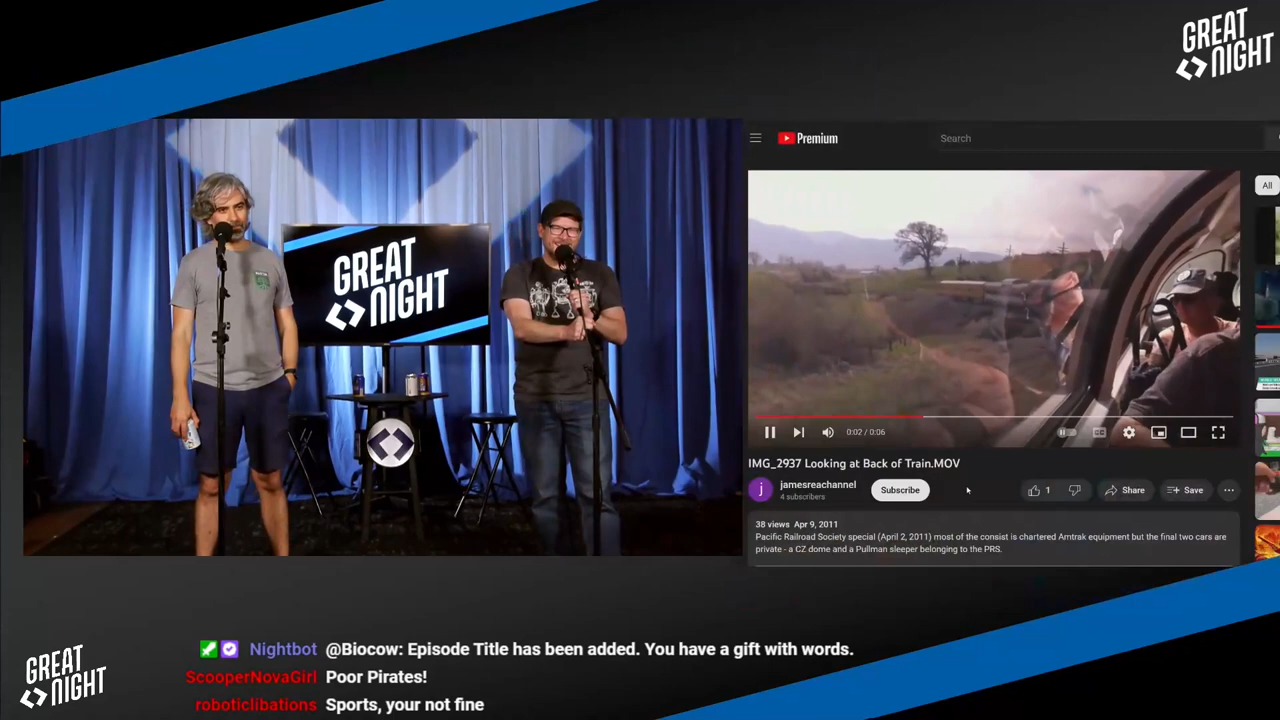 GREAT
NIGHT
Premium
Search
All
GREAT
NIGHT
0:02 / 0:06
IMG_2937 Looking at Back of Train.MOV
j
jamesreachannel
4 subscribers
Subscribe
1
Share
Save
38 views Apr 9, 2011
Pacific Railroad Society special (April 2, 2011) most of the consist is chartered Amtrak equipment but the final two cars are
private - a CZ dome and a Pullman sleeper belonging to the PRS.
GREAT
NIGHT
Nightbot @Biocow: Episode Title has been added. You have a gift with words.
ScooperNovaGirl Poor Pirates!
roboticlibations Sports, your not fine